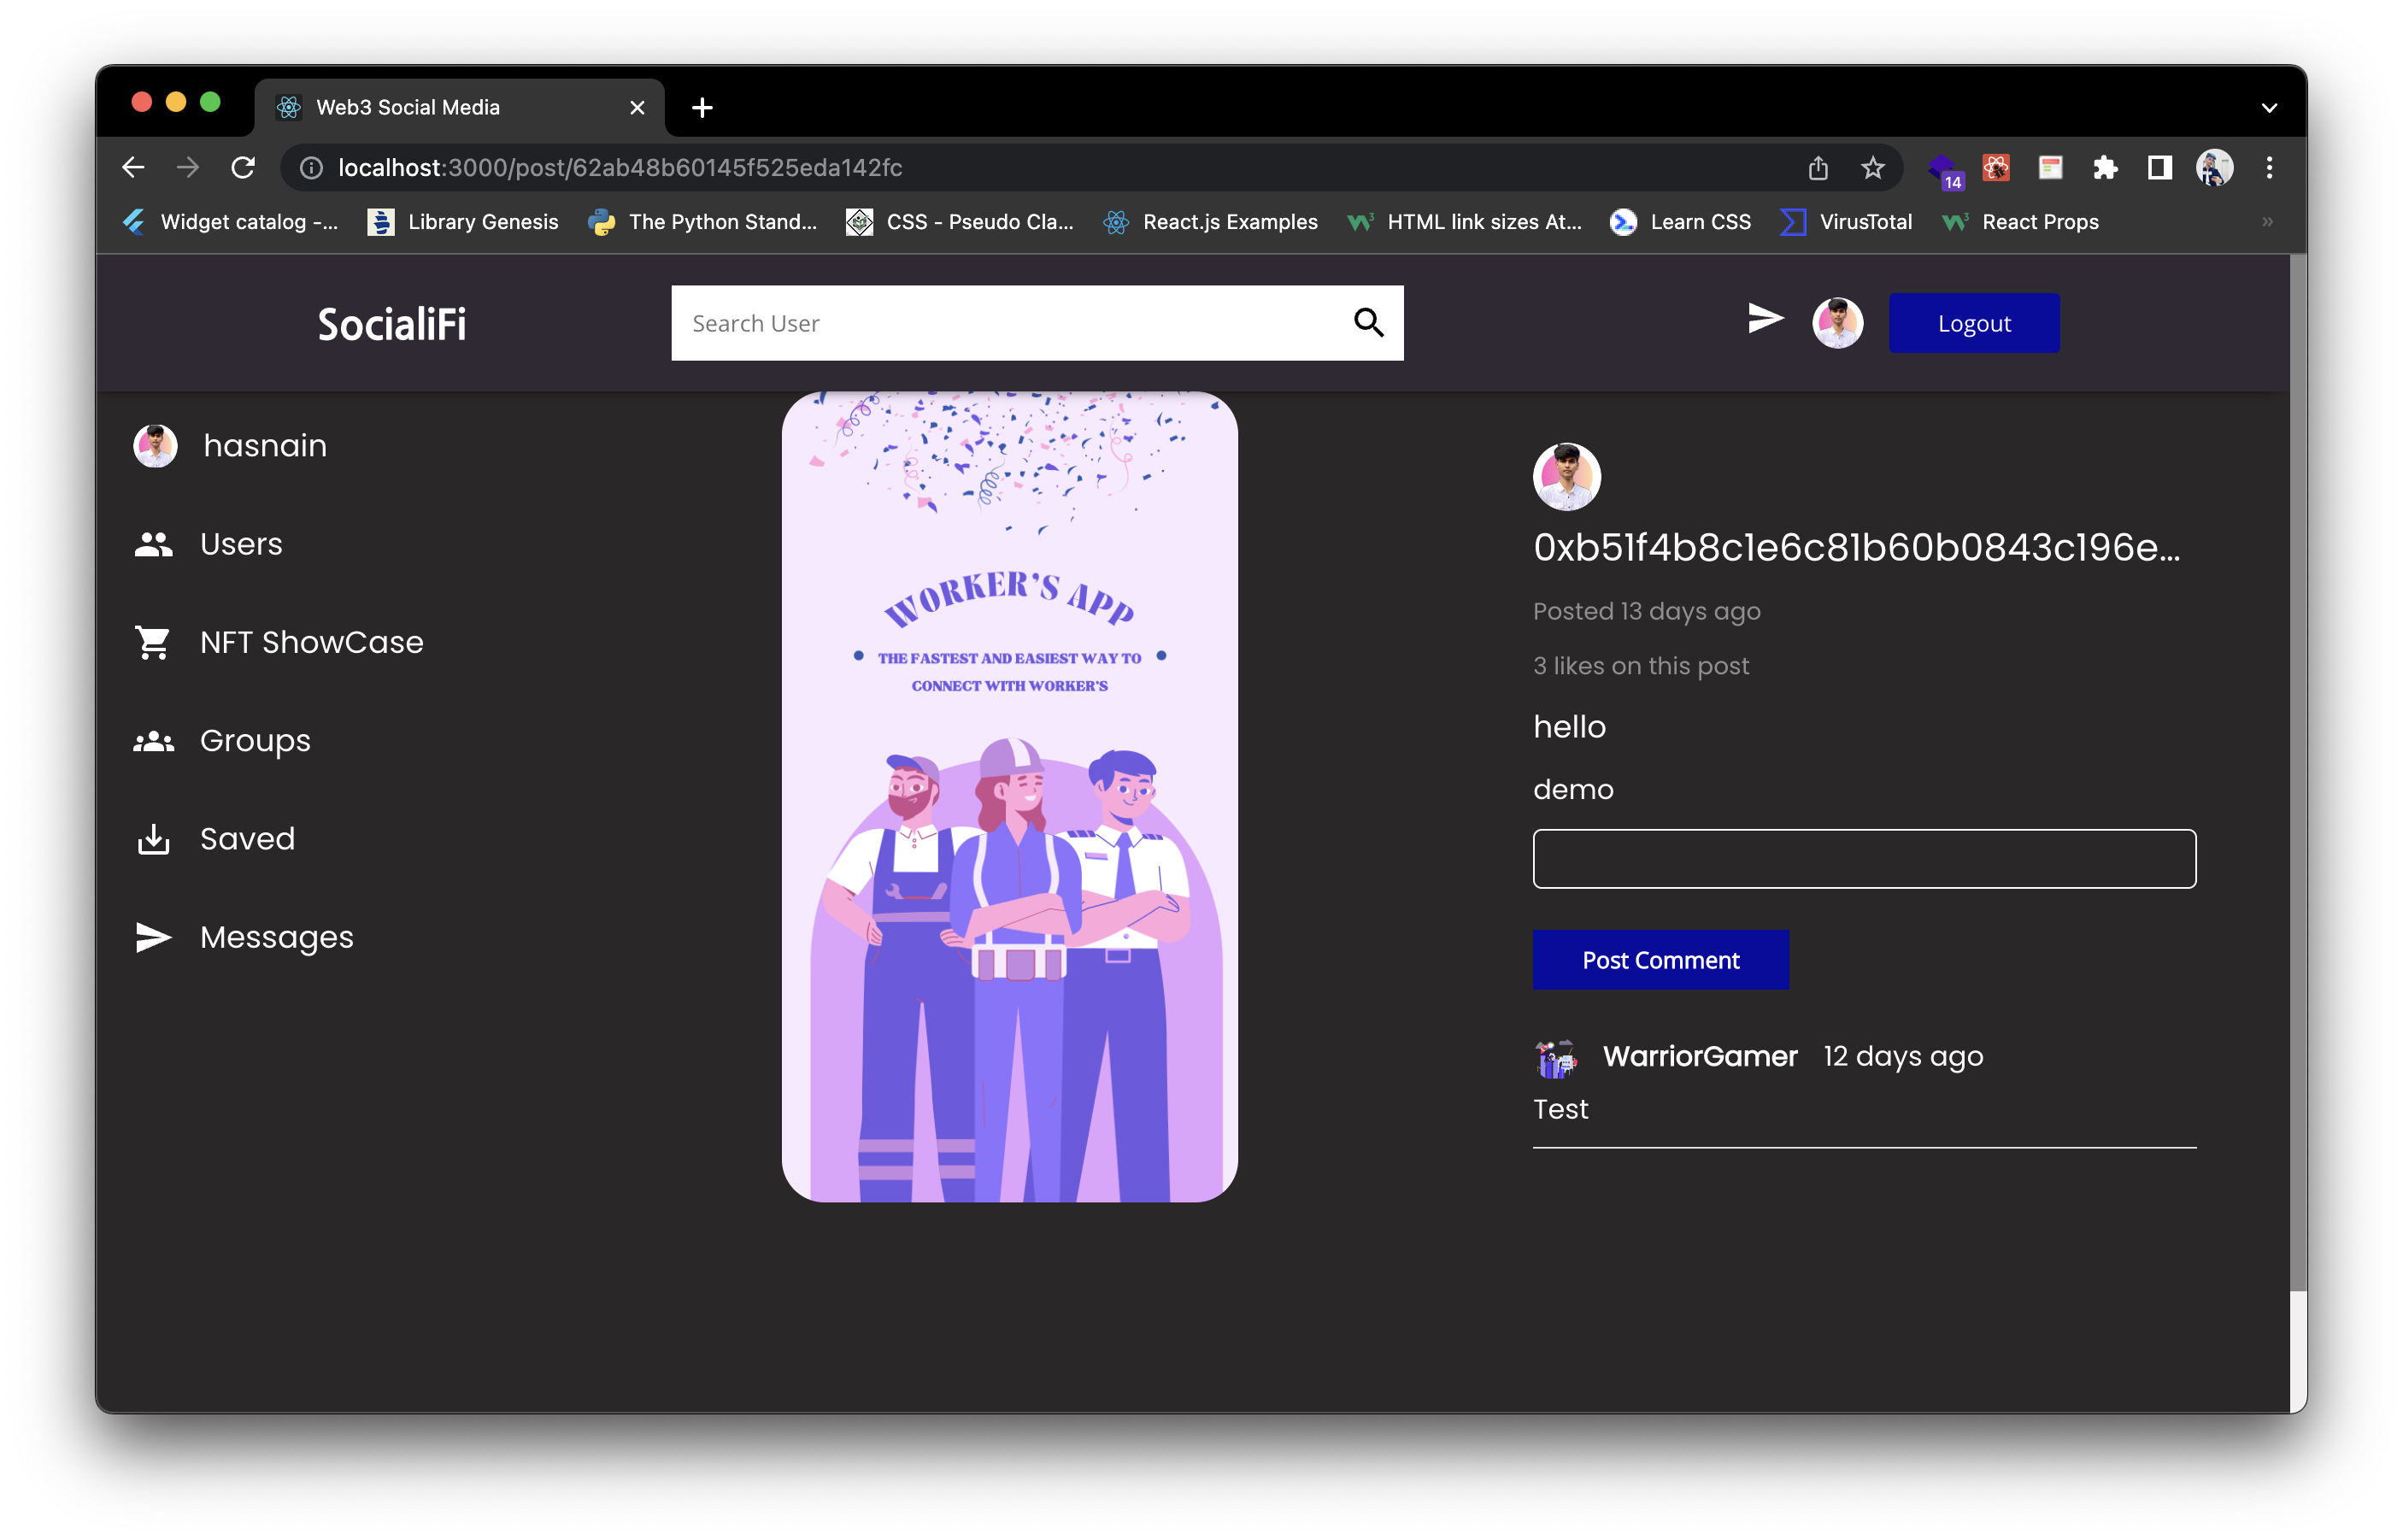 Web3 Social Media
localhost:3000/post/62ab48b60145f525eda142fc
14
Widget catalog -...
Library Genesis
The Python Stand...
CSS - Pseudo Cla...
React.js Examples
HTML link sizes At...
Learn CSS
VirusTotal
React Props
»
SocialiFi
Search User
Logout
hasnain
Users
NFT ShowCase
Groups
Saved
Messages
WORKER'S APP
THE FASTEST AND EASIEST WAY TO
CONNECT WITH WORKER'S
0xb51f4b8c1e6c81b60b0843c196e...
Posted 13 days ago
3 likes on this post
hello
demo
Post Comment
WarriorGamer 12 days ago
Test